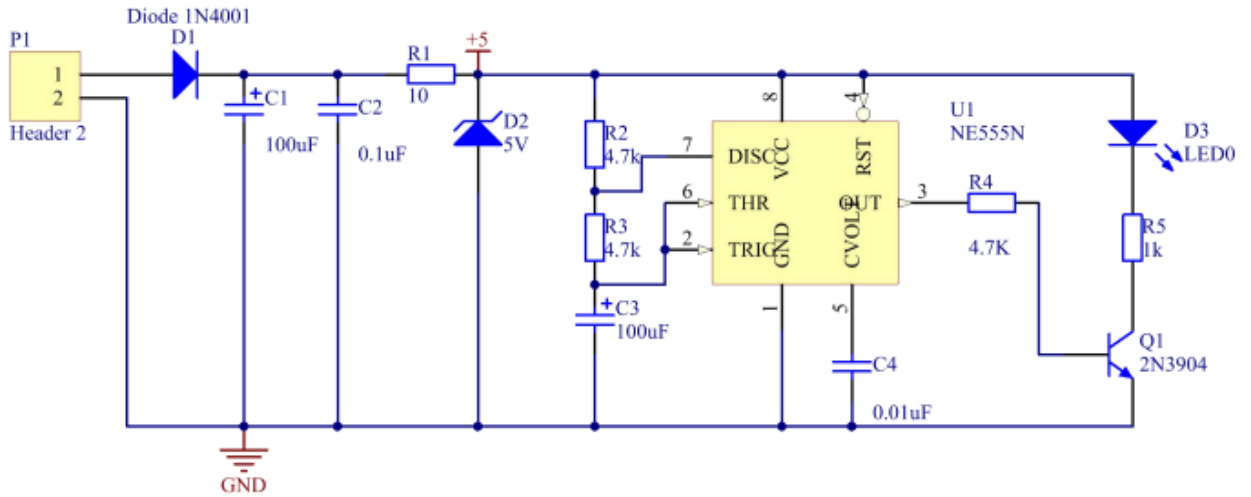 Diode 1N4001
D1
P1
1
2
Header 2
+
C1
100uF
C2
0.1uF
R1
10
+5
D2
5V
R2
4.7k
R3
4.7k
+
C3
100uF
7
6
2
8
4
DISC
VCC
RST
THR
TRIG
GND
CVOLT
OUT
1
5
3
U1
NE555N
R4
4.7K
C4
0.01uF
D3
LED0
R5
1k
Q1
2N3904
GND